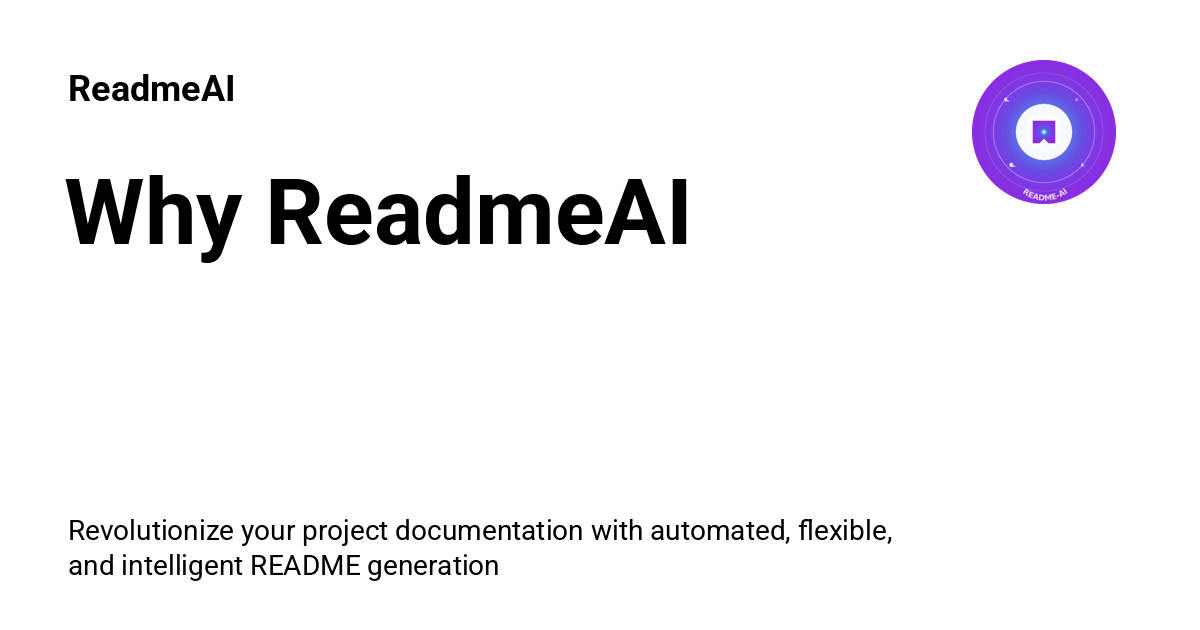 ReadmeAI
Why ReadmeAI
README-AI
Revolutionize your project documentation with automated, flexible,
and intelligent README generation